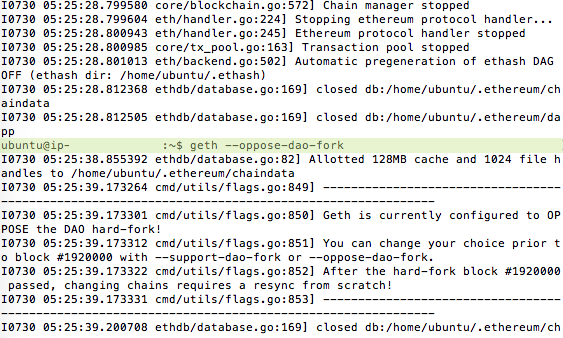 I0730 05:25:28.799580 core/blockchain.go:572] Chain manager stopped
I0730 05:25:28.799604 eth/handler.go:224] Stopping ethereum protocol handler...
I0730 05:25:28.800943 eth/handler.go:245] Ethereum protocol handler stopped
I0730 05:25:28.800985 core/tx_pool.go:163] Transaction pool stopped
I0730 05:25:28.801013 eth/backend.go:502] Automatic pregeneration of ethash DAG
OFF (ethash dir: /home/ubuntu/.ethash)
I0730 05:25:28.812368 ethdb/database.go:169] closed db:/home/ubuntu/.ethereum/ch
aindata
I0730 05:25:28.812505 ethdb/database.go:169] closed db:/home/ubuntu/.ethereum/da
pp
ubuntu@ip- :~$ geth --oppose-dao-fork
I0730 05:25:38.855392 ethdb/database.go:82] Allotted 128MB cache and 1024 file h
andles to /home/ubuntu/.ethereum/chaindata
I0730 05:25:39.173264 cmd/utils/flags.go:849] ----------------------------------
----------------------------------------------------------
I0730 05:25:39.173301 cmd/utils/flags.go:850] Geth is currently configured to OP
POSE the DAO hard-fork!
I0730 05:25:39.173312 cmd/utils/flags.go:851] You can change your choice prior t
o block #1920000 with --support-dao-fork or --oppose-dao-fork.
I0730 05:25:39.173322 cmd/utils/flags.go:852] After the hard-fork block #1920000
passed, changing chains requires a resync from scratch!
I0730 05:25:39.173331 cmd/utils/flags.go:853] ----------------------------------
----------------------------------------------------------
I0730 05:25:39.200708 ethdb/database.go:169] closed db:/home/ubuntu/.ethereum/ch